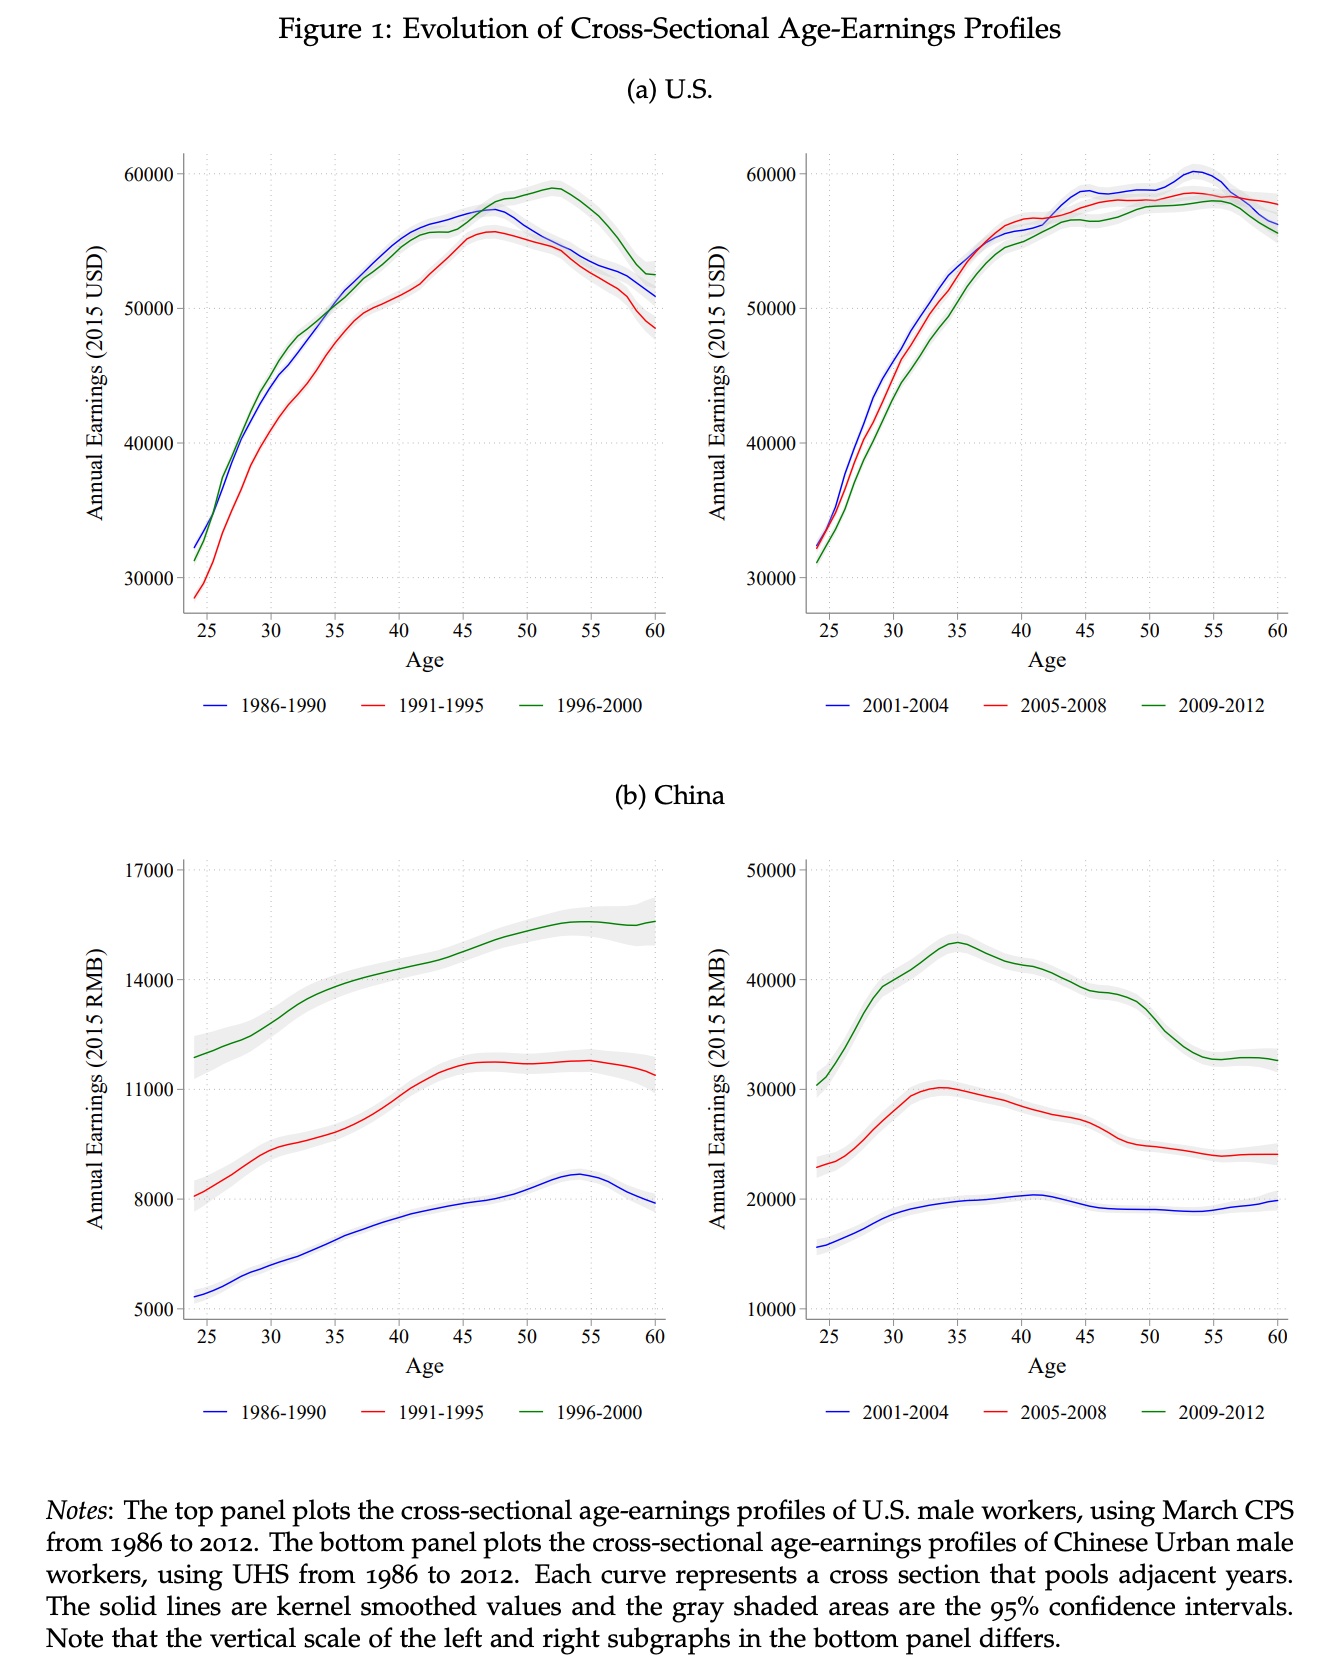 Figure 1: Evolution of Cross-Sectional Age-Earnings Profiles
(a) U.S.
Annual Earnings (2015 USD)
60000
50000
40000
30000
25 30 35 40 45 50 55 60
Age
1986-1990 1991-1995 1996-2000
Annual Earnings (2015 USD)
60000
50000
40000
30000
25 30 35 40 45 50 55 60
Age
2001-2004 2005-2008 2009-2012
(b) China
Annual Earnings (2015 RMB)
17000
14000
11000
8000
5000
25 30 35 40 45 50 55 60
Age
1986-1990 1991-1995 1996-2000
Annual Earnings (2015 RMB)
50000
40000
30000
20000
10000
25 30 35 40 45 50 55 60
Age
2001-2004 2005-2008 2009-2012
Notes: The top panel plots the cross-sectional age-earnings profiles of U.S. male workers, using March CPS
from 1986 to 2012. The bottom panel plots the cross-sectional age-earnings profiles of Chinese Urban male
workers, using UHS from 1986 to 2012. Each curve represents a cross section that pools adjacent years.
The solid lines are kernel smoothed values and the gray shaded areas are the 95% confidence intervals.
Note that the vertical scale of the left and right subgraphs in the bottom panel differs.